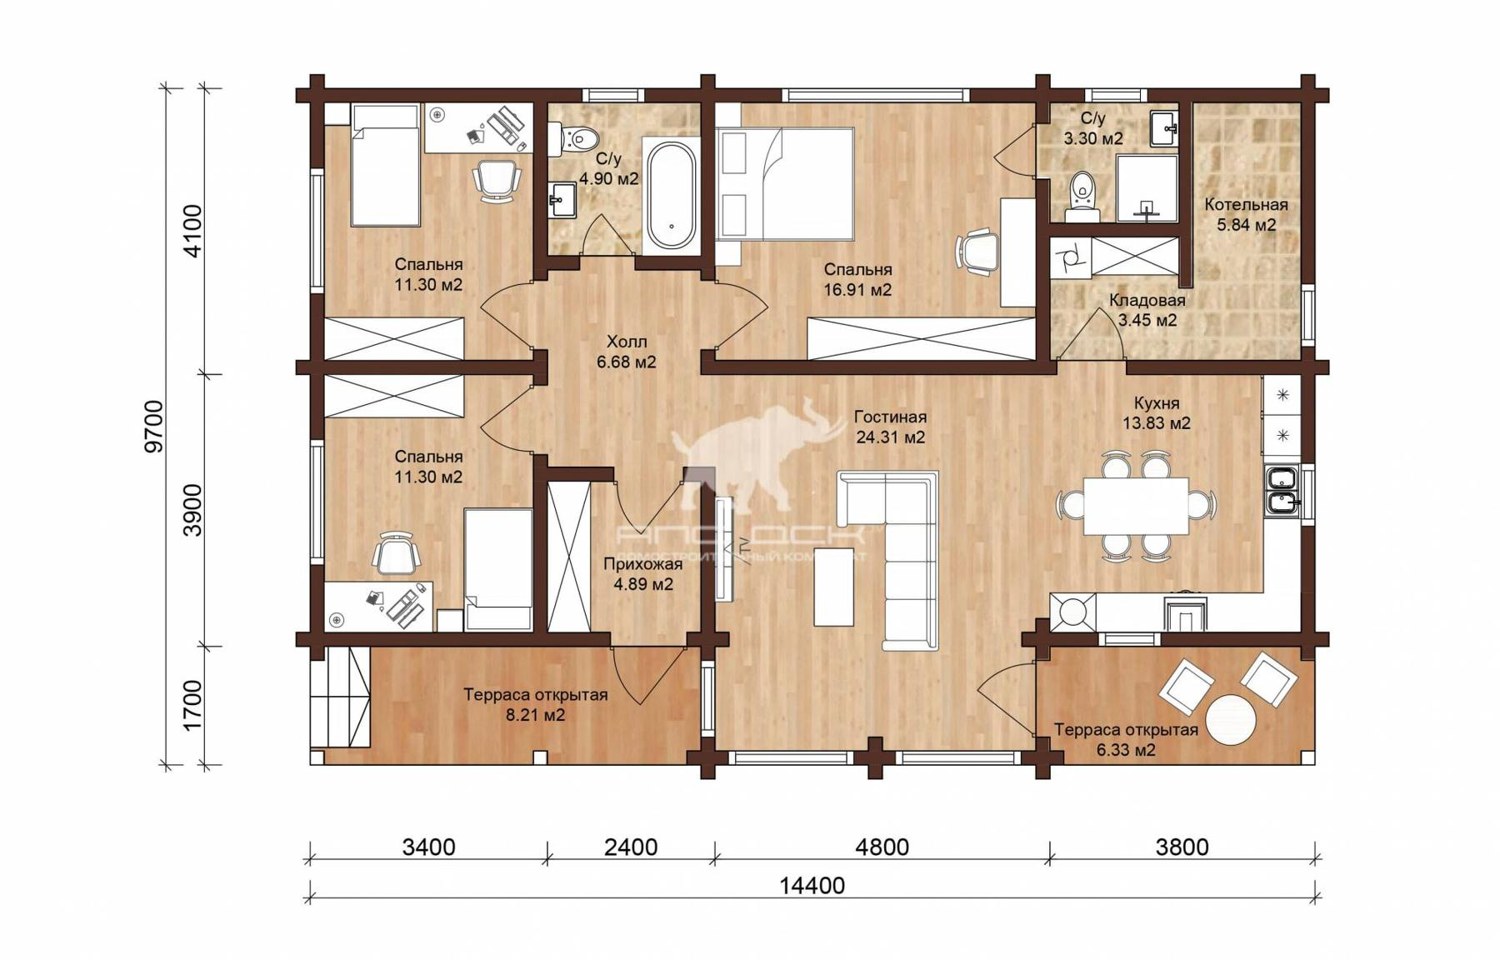 С/у
3.30 м2
С/у
4.90 м2
Котельная
5.84 м2
Спальня
11.30 м2
Спальня
16.91 м2
Кладовая
3.45 м2
Холл
6.68 м2
Кухня
13.83 м2
Гостиная
24.31 м2
Спальня
11.30 м2
TV
Прихожая
4.89 м2
Терраса открытая
8.21 м2
Терраса открытая
6.33 м2
4100
3900
1700
9700
3400
2400
4800
3800
14400